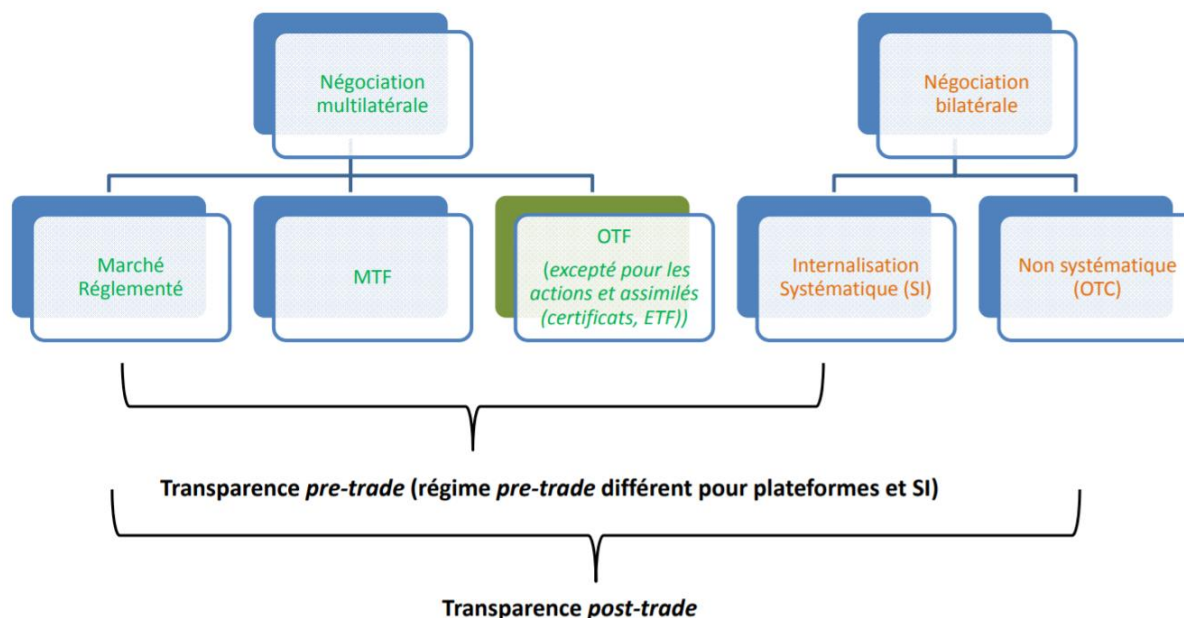 Négociation
multilatérale
Négociation
bilatérale
Marché
Réglementé
MTF
OTF
(excepté pour les
actions et assimilés
(certificats, ETF))
Internalisation
Systématique (SI)
Non systématique
(OTC)
Transparence pre-trade (régime pre-trade différent pour plateformes et SI)
Transparence post-trade